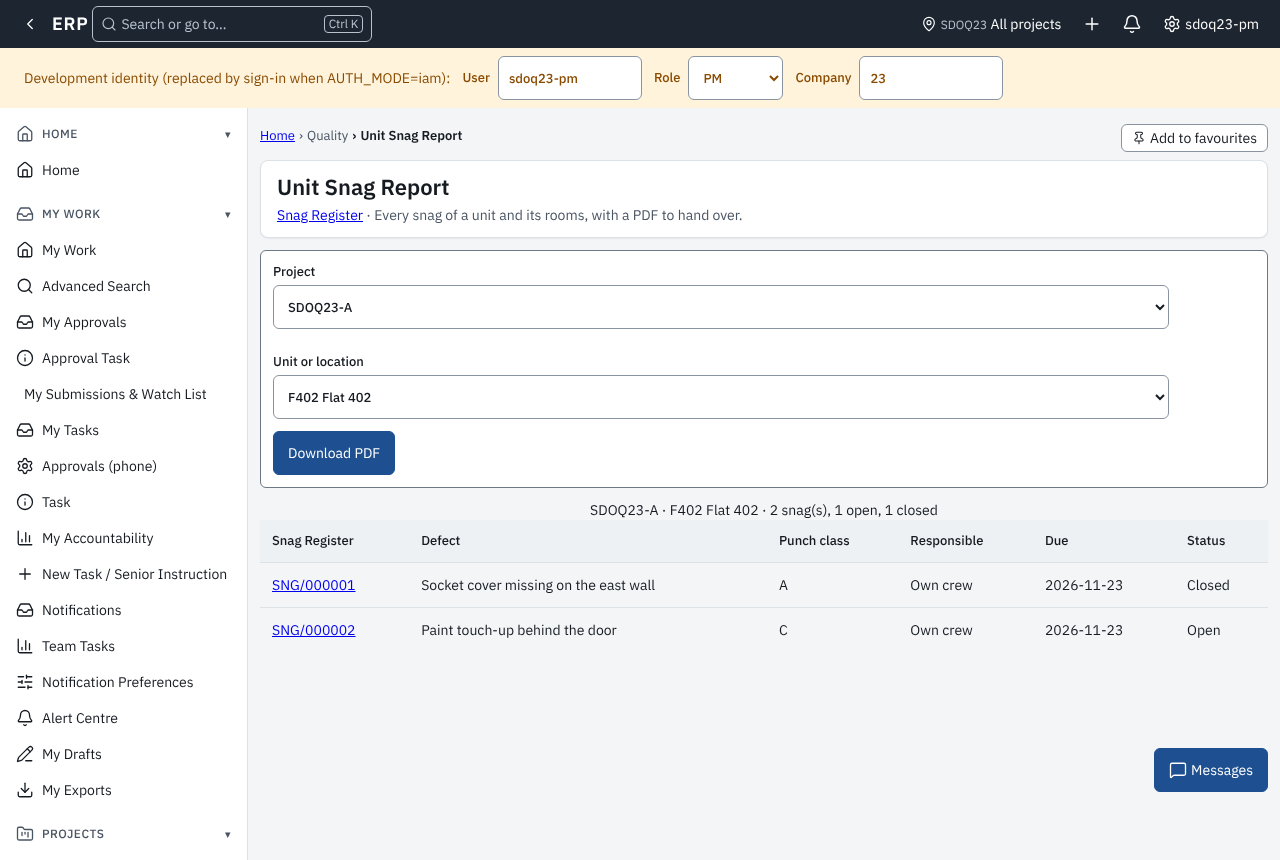 ERP Search or go to... Ctrl K SDOQ23 All projects sdoq23-pm
Development identity (replaced by sign-in when AUTH_MODE=iam): User sdoq23-pm Role PM Company 23
HOME
Home
MY WORK
My Work
Advanced Search
My Approvals
Approval Task
My Submissions & Watch List
My Tasks
Approvals (phone)
Task
My Accountability
New Task / Senior Instruction
Notifications
Team Tasks
Notification Preferences
Alert Centre
My Drafts
My Exports
PROJECTS
Home › Quality › Unit Snag Report
Add to favourites
Unit Snag Report
Snag Register · Every snag of a unit and its rooms, with a PDF to hand over.
Project
SDOQ23-A
Unit or location
F402 Flat 402
Download PDF
SDOQ23-A · F402 Flat 402 · 2 snag(s), 1 open, 1 closed
Snag Register Defect Punch class Responsible Due Status
SNG/000001 Socket cover missing on the east wall A Own crew 2026-11-23 Closed
SNG/000002 Paint touch-up behind the door C Own crew 2026-11-23 Open
Messages